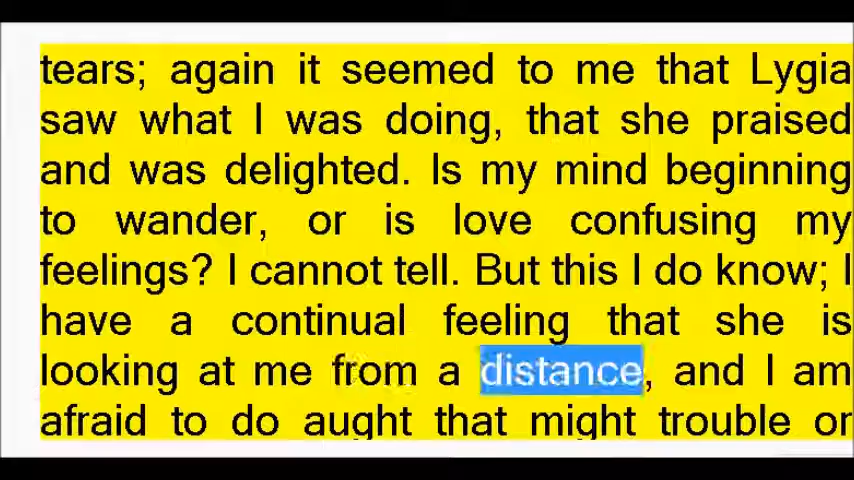 tears; again it seemed to me that Lygia
saw what I was doing, that she praised
and was delighted. Is my mind beginning
to wander, or is love confusing my
feelings? I cannot tell. But this I do know; I
have a continual feeling that she is
looking at me from a distance, and I am
afraid to do aught that might trouble or